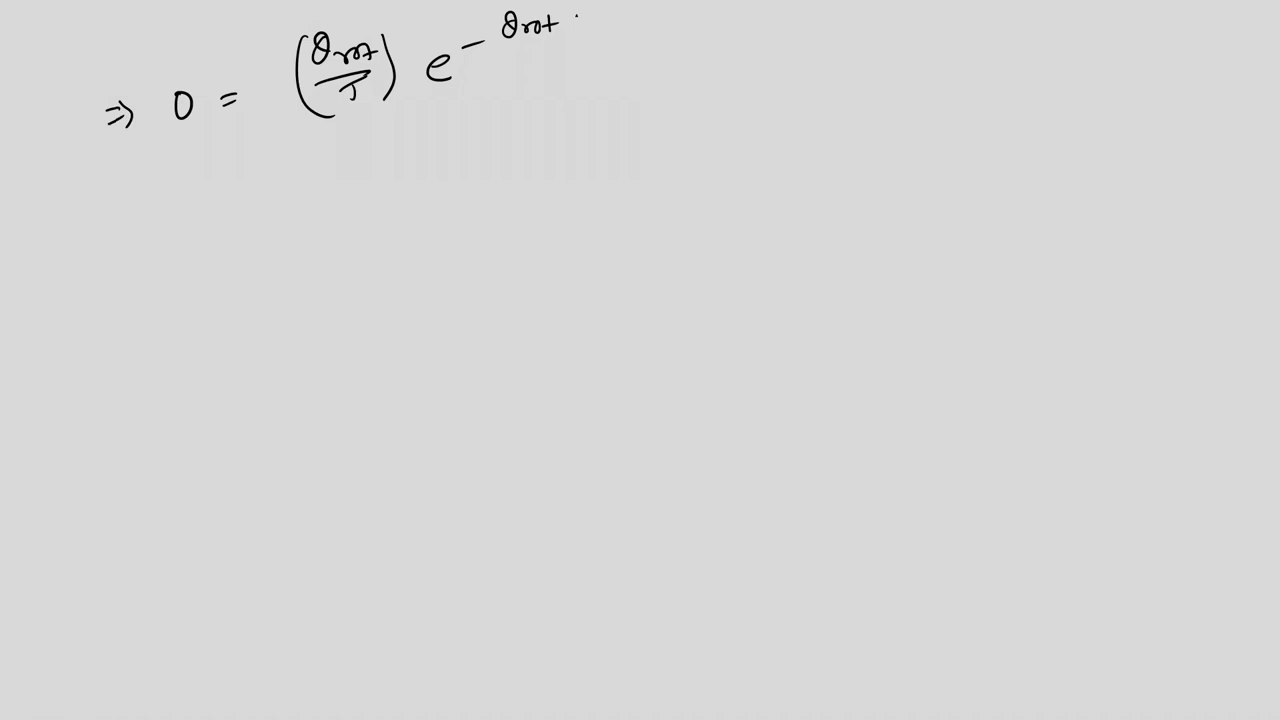 ⇒ 0 = (θrot/T) e^{-θrot ·